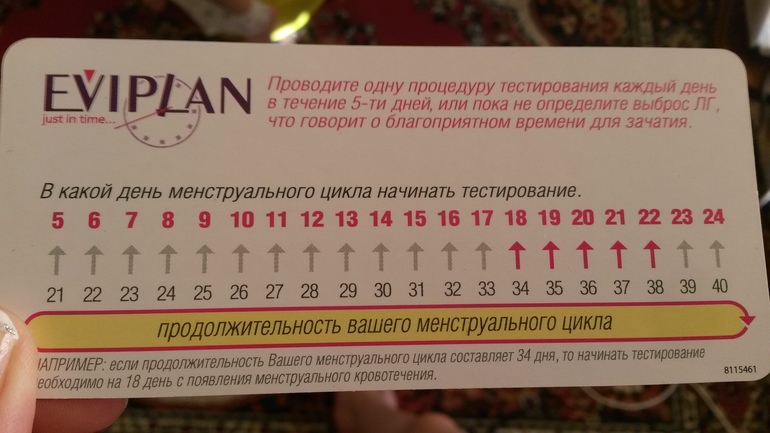 EVIPLAN
just in time...
Проводите одну процедуру тестирования каждый день
в течение 5-ти дней, или пока не определите выброс ЛГ,
что говорит о благоприятном времени для зачатия.
В какой день менструального цикла начинать тестирование.
5 6 7 8 9 10 11 12 13 14 15 16 17 18 19 20 21 22 23 24
21 22 23 24 25 26 27 28 29 30 31 32 33 34 35 36 37 38 39 40
продолжительность вашего менструального цикла
НАПРИМЕР: если продолжительность Вашего менструального цикла составляет 34 дня, то начинать тестирование
необходимо на 18 день с появления менструального кровотечения.
8115461